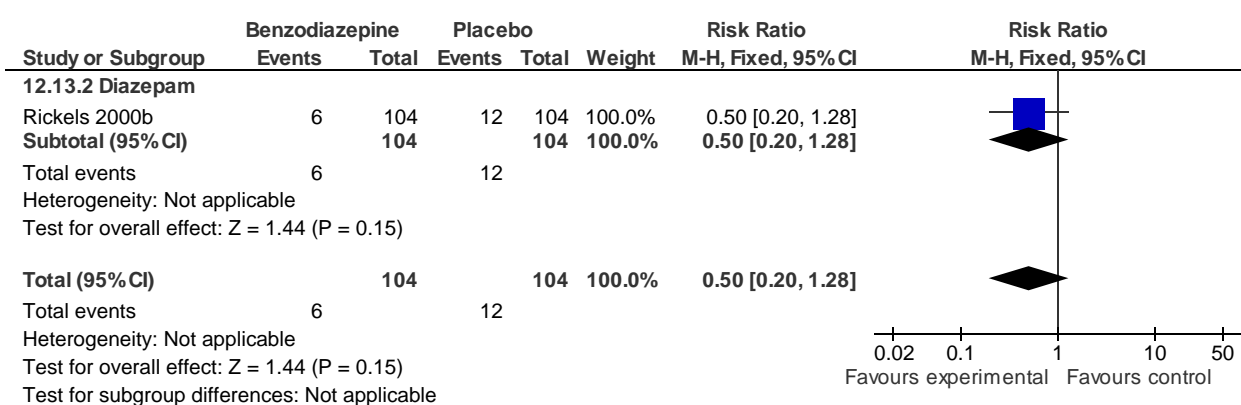 Benzodiazepine Placebo Risk Ratio Risk Ratio
Study or Subgroup Events Total Events Total Weight M-H, Fixed, 95% CI M-H, Fixed, 95% CI
12.13.2 Diazepam
Rickels 2000b 6 104 12 104 100.0% 0.50 [0.20, 1.28]
Subtotal (95% CI) 104 104 100.0% 0.50 [0.20, 1.28]
Total events 6 12
Heterogeneity: Not applicable
Test for overall effect: Z = 1.44 (P = 0.15)
Total (95% CI) 104 104 100.0% 0.50 [0.20, 1.28]
Total events 6 12
Heterogeneity: Not applicable
Test for overall effect: Z = 1.44 (P = 0.15)
Test for subgroup differences: Not applicable
0.02 0.1 1 10 50
Favours experimental Favours control